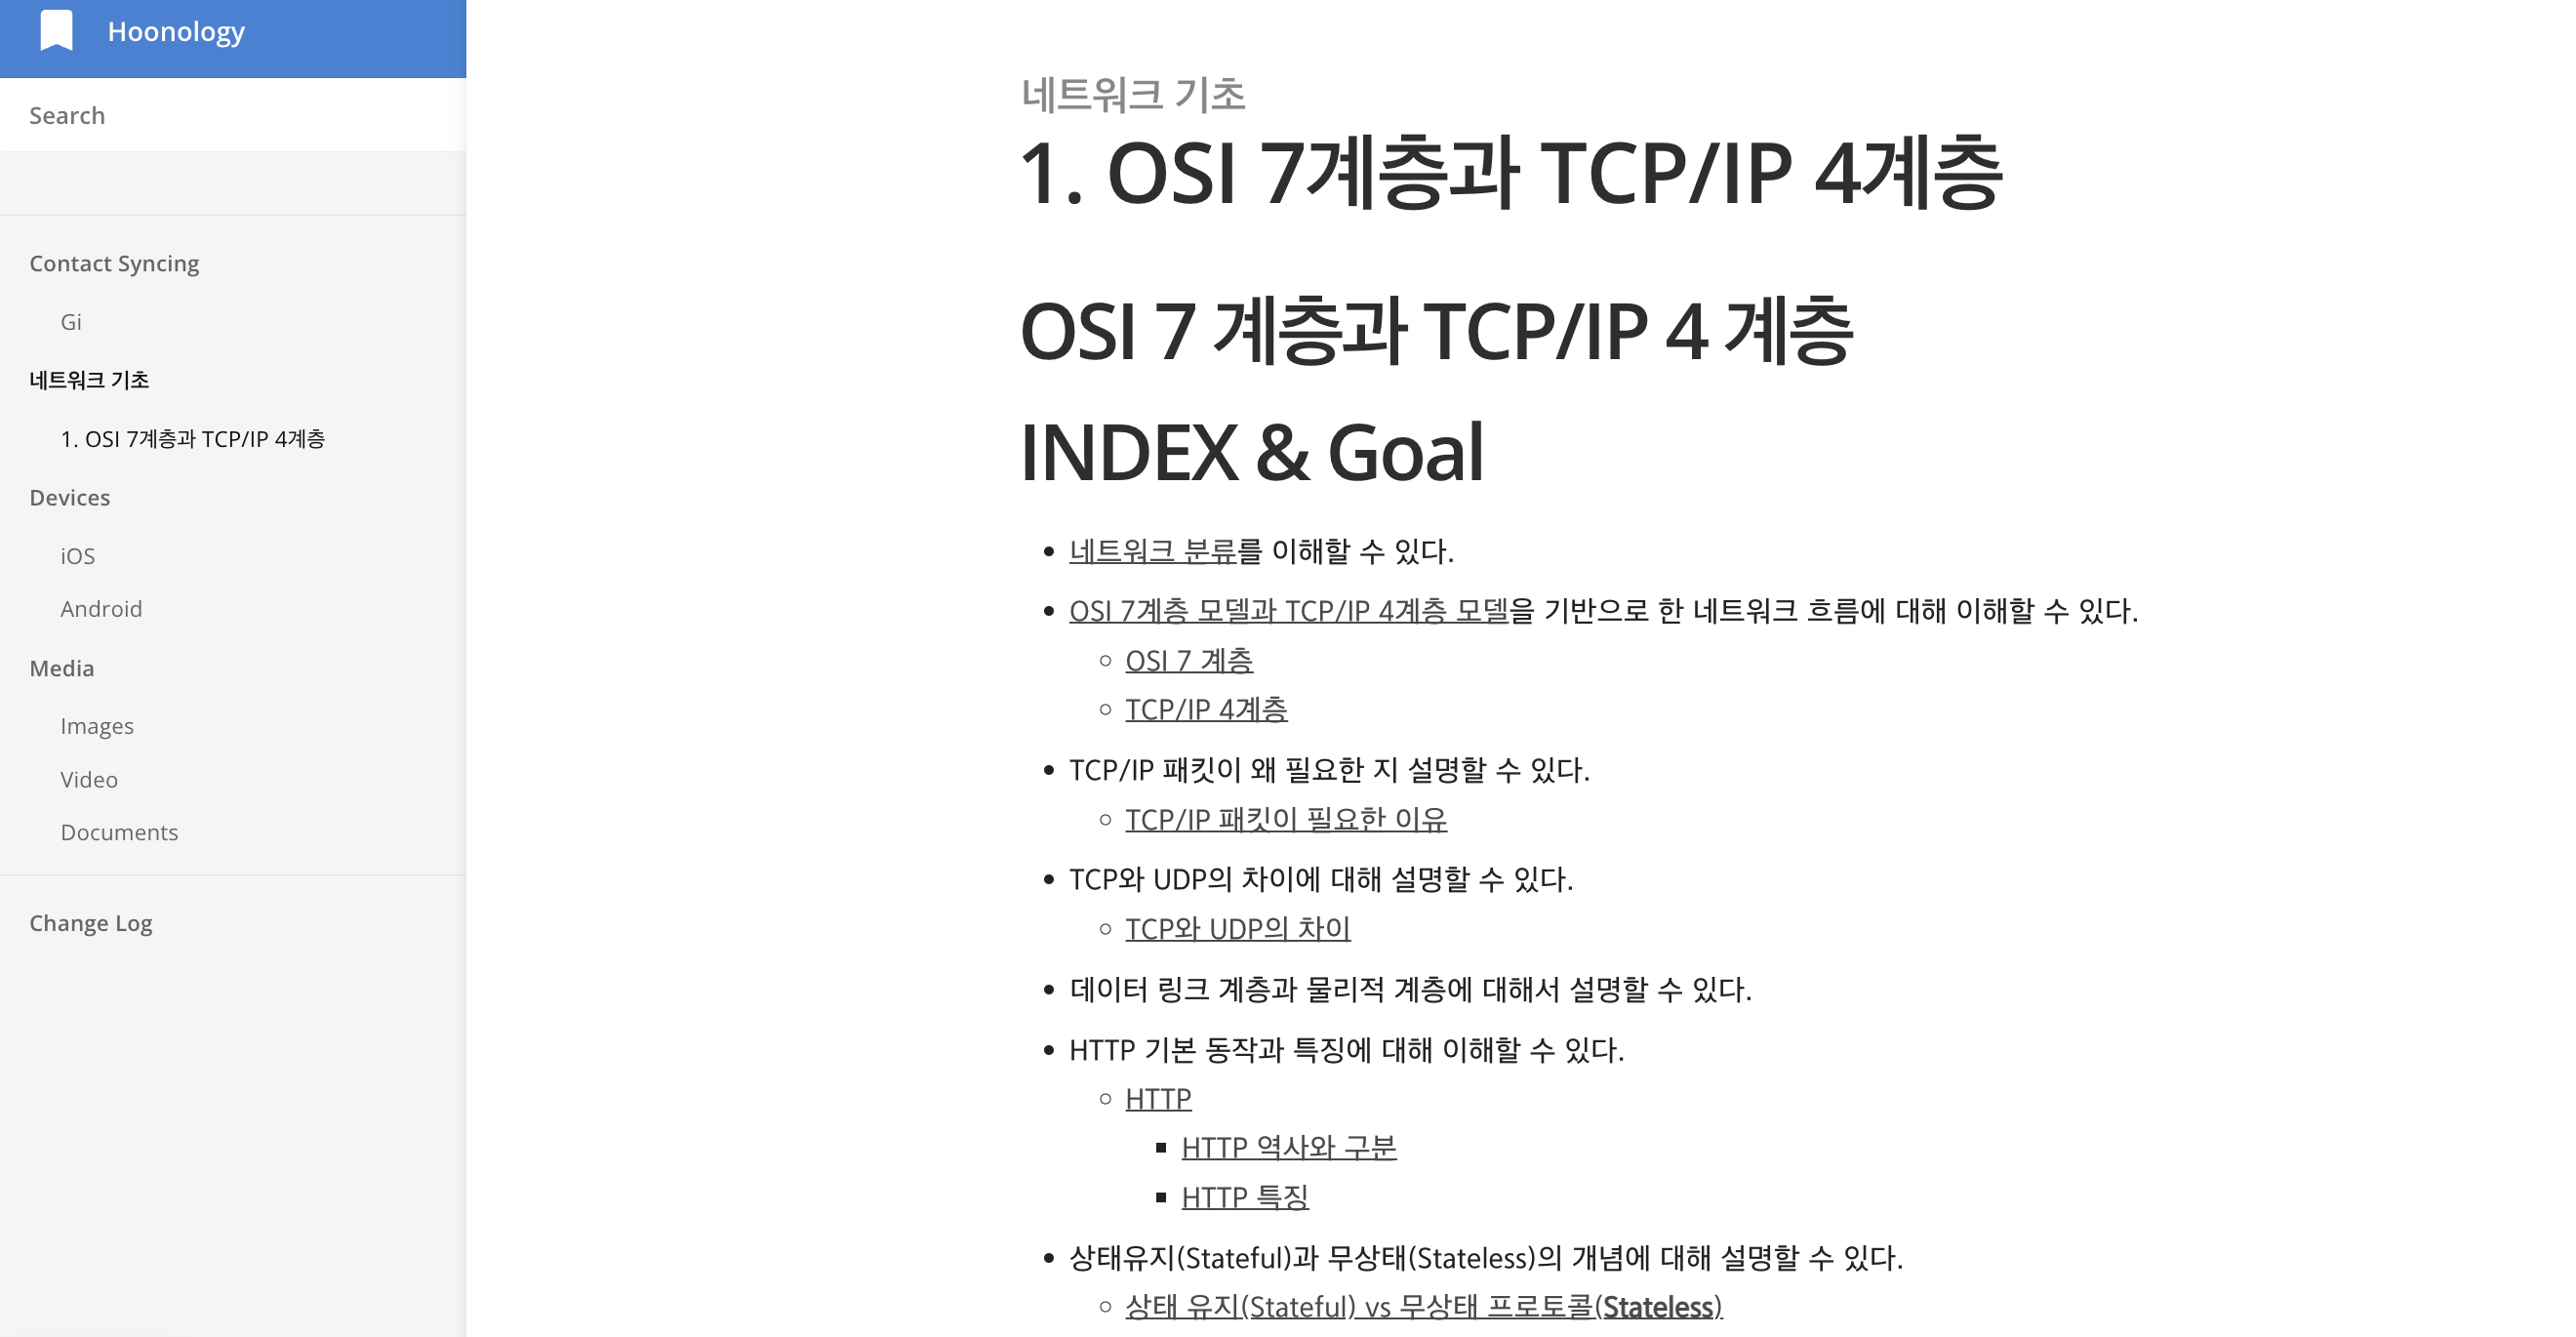 Hoonology
Search
Contact Syncing
Gi
네트워크 기초
1. OSI 7계층과 TCP/IP 4계층
Devices
iOS
Android
Media
Images
Video
Documents
Change Log
네트워크 기초
1. OSI 7계층과 TCP/IP 4계층
OSI 7 계층과 TCP/IP 4 계층
INDEX & Goal
네트워크 분류를 이해할 수 있다.
OSI 7계층 모델과 TCP/IP 4계층 모델을 기반으로 한 네트워크 흐름에 대해 이해할 수 있다.
OSI 7 계층
TCP/IP 4계층
TCP/IP 패킷이 왜 필요한 지 설명할 수 있다.
TCP/IP 패킷이 필요한 이유
TCP와 UDP의 차이에 대해 설명할 수 있다.
TCP와 UDP의 차이
데이터 링크 계층과 물리적 계층에 대해서 설명할 수 있다.
HTTP 기본 동작과 특징에 대해 이해할 수 있다.
HTTP
HTTP 역사와 구분
HTTP 특징
상태유지(Stateful)과 무상태(Stateless)의 개념에 대해 설명할 수 있다.
상태 유지(Stateful) vs 무상태 프로토콜(Stateless)